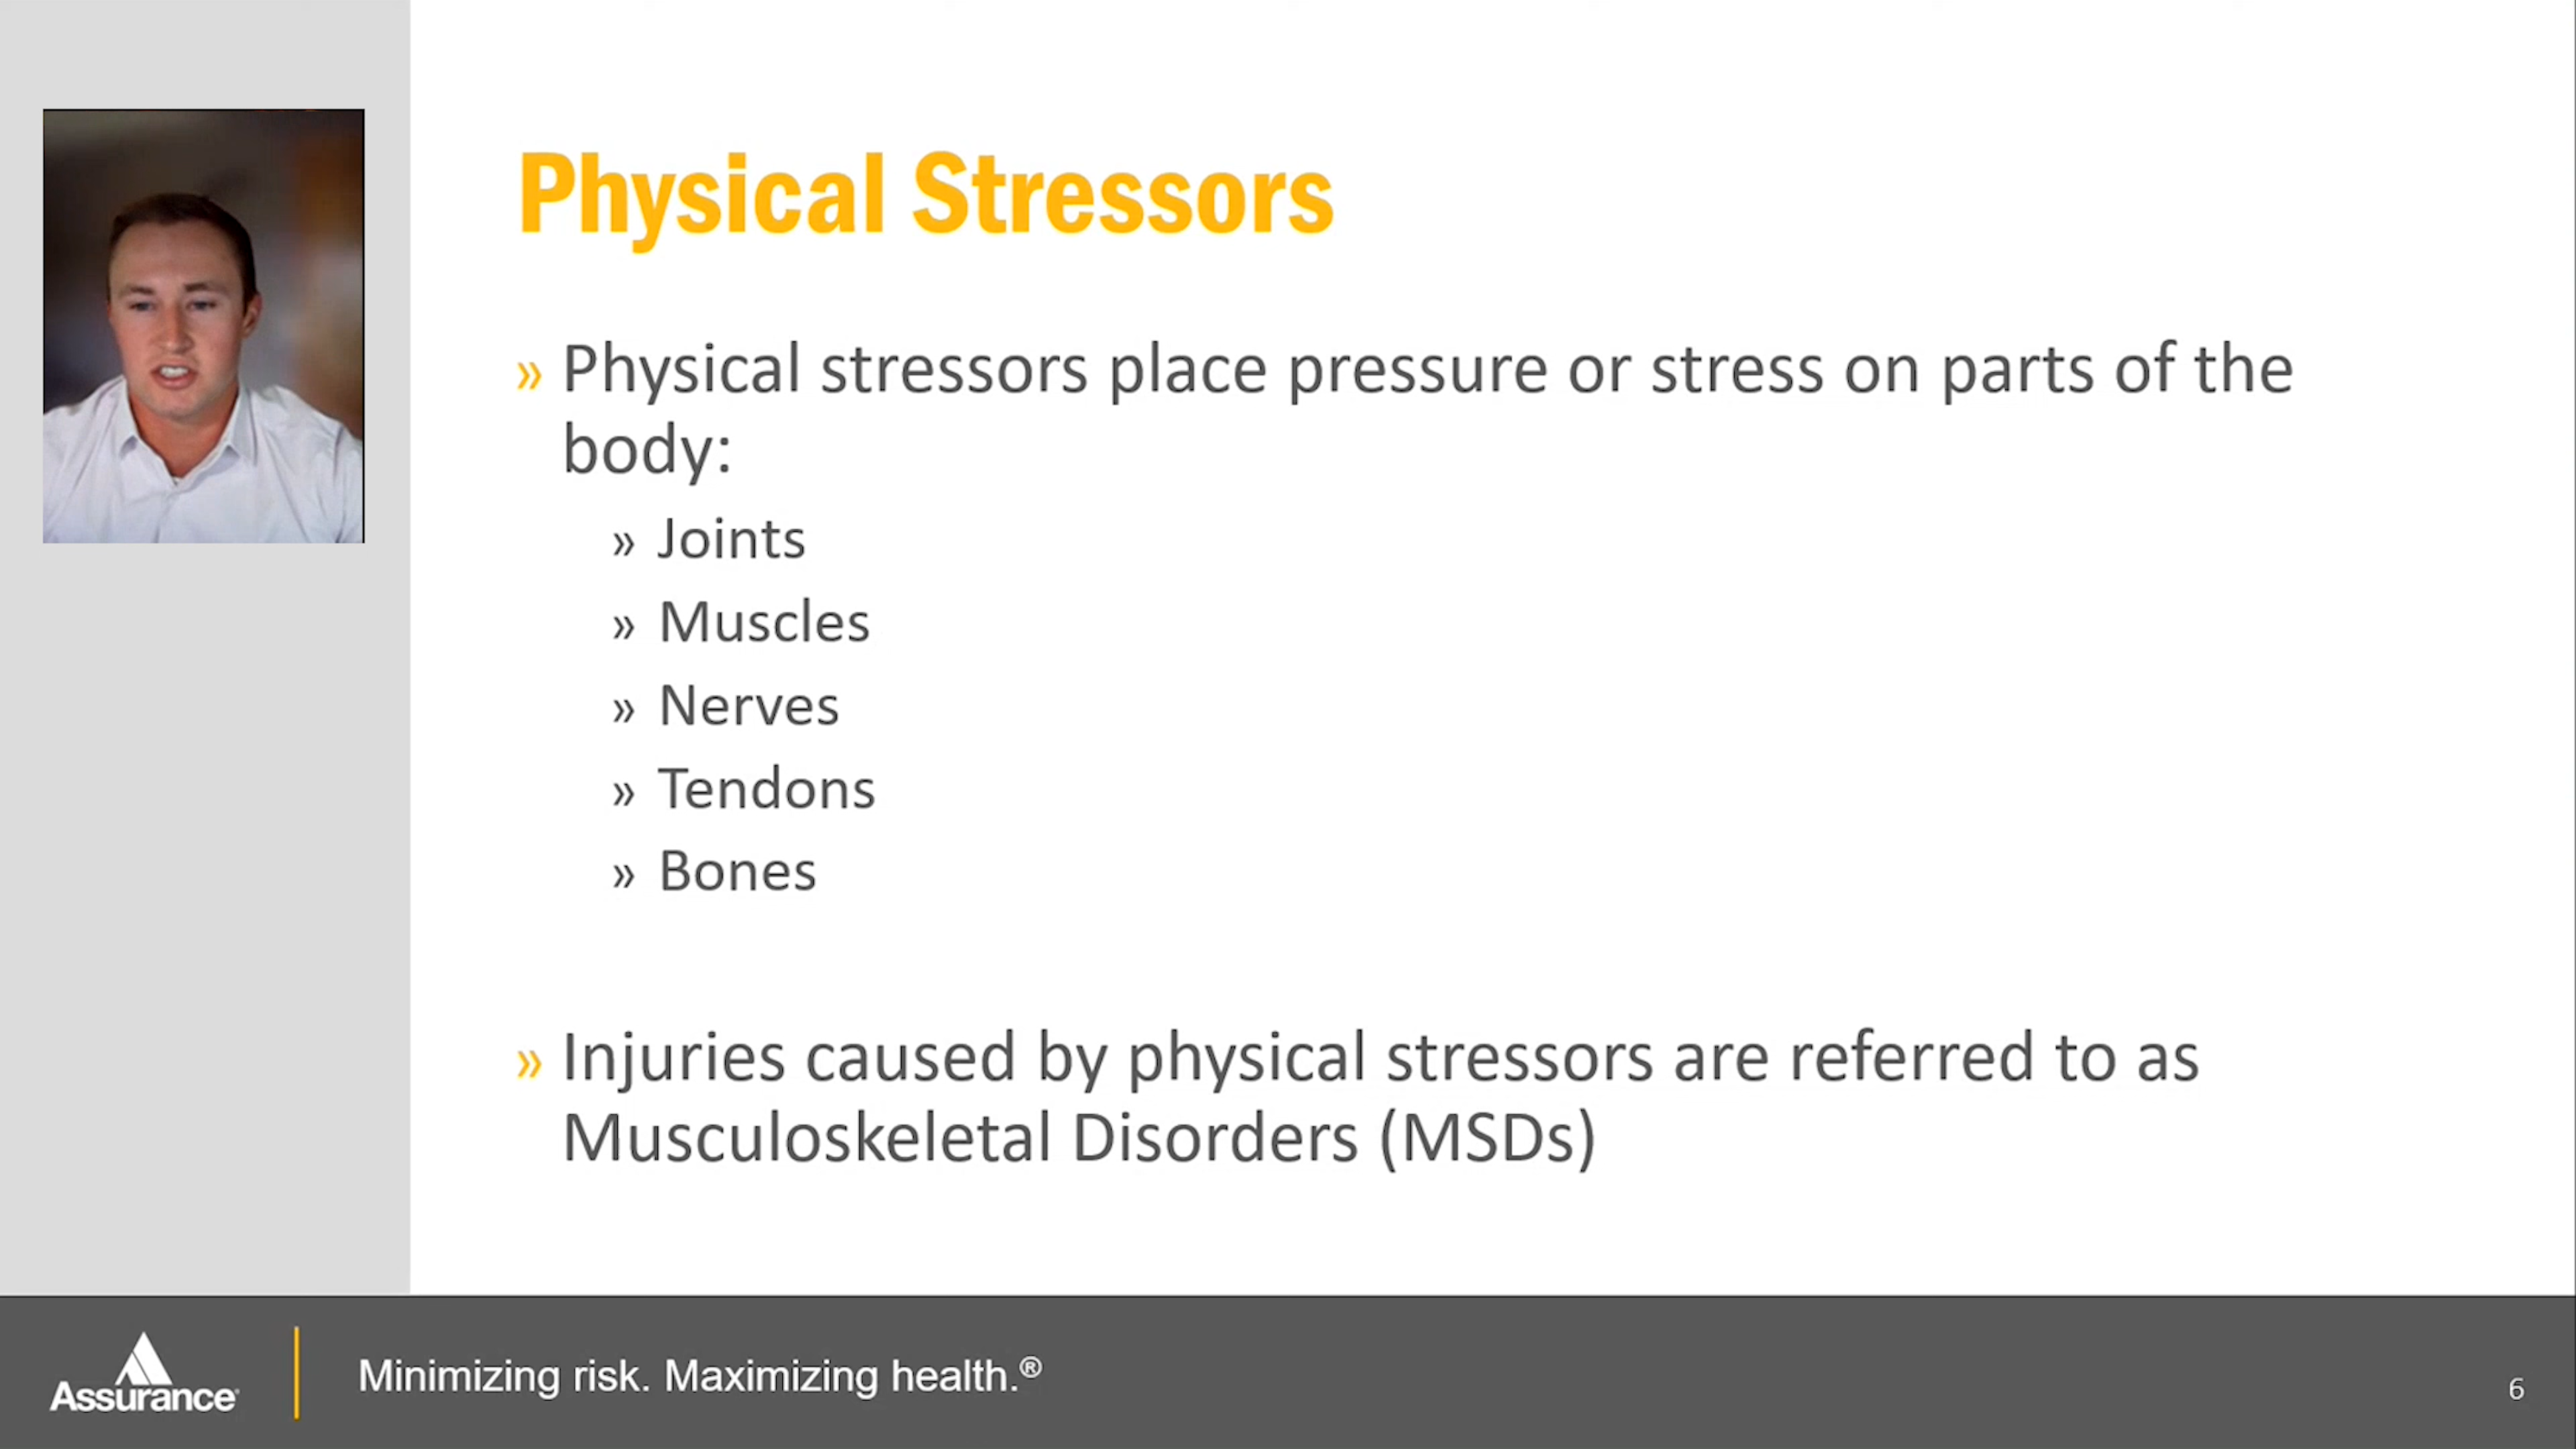 Physical Stressors
» Physical stressors place pressure or stress on parts of the
body:
» Joints
» Muscles
» Nerves
» Tendons
» Bones
» Injuries caused by physical stressors are referred to as
Musculoskeletal Disorders (MSDs)
Assurance
Minimizing risk. Maximizing health.®
6